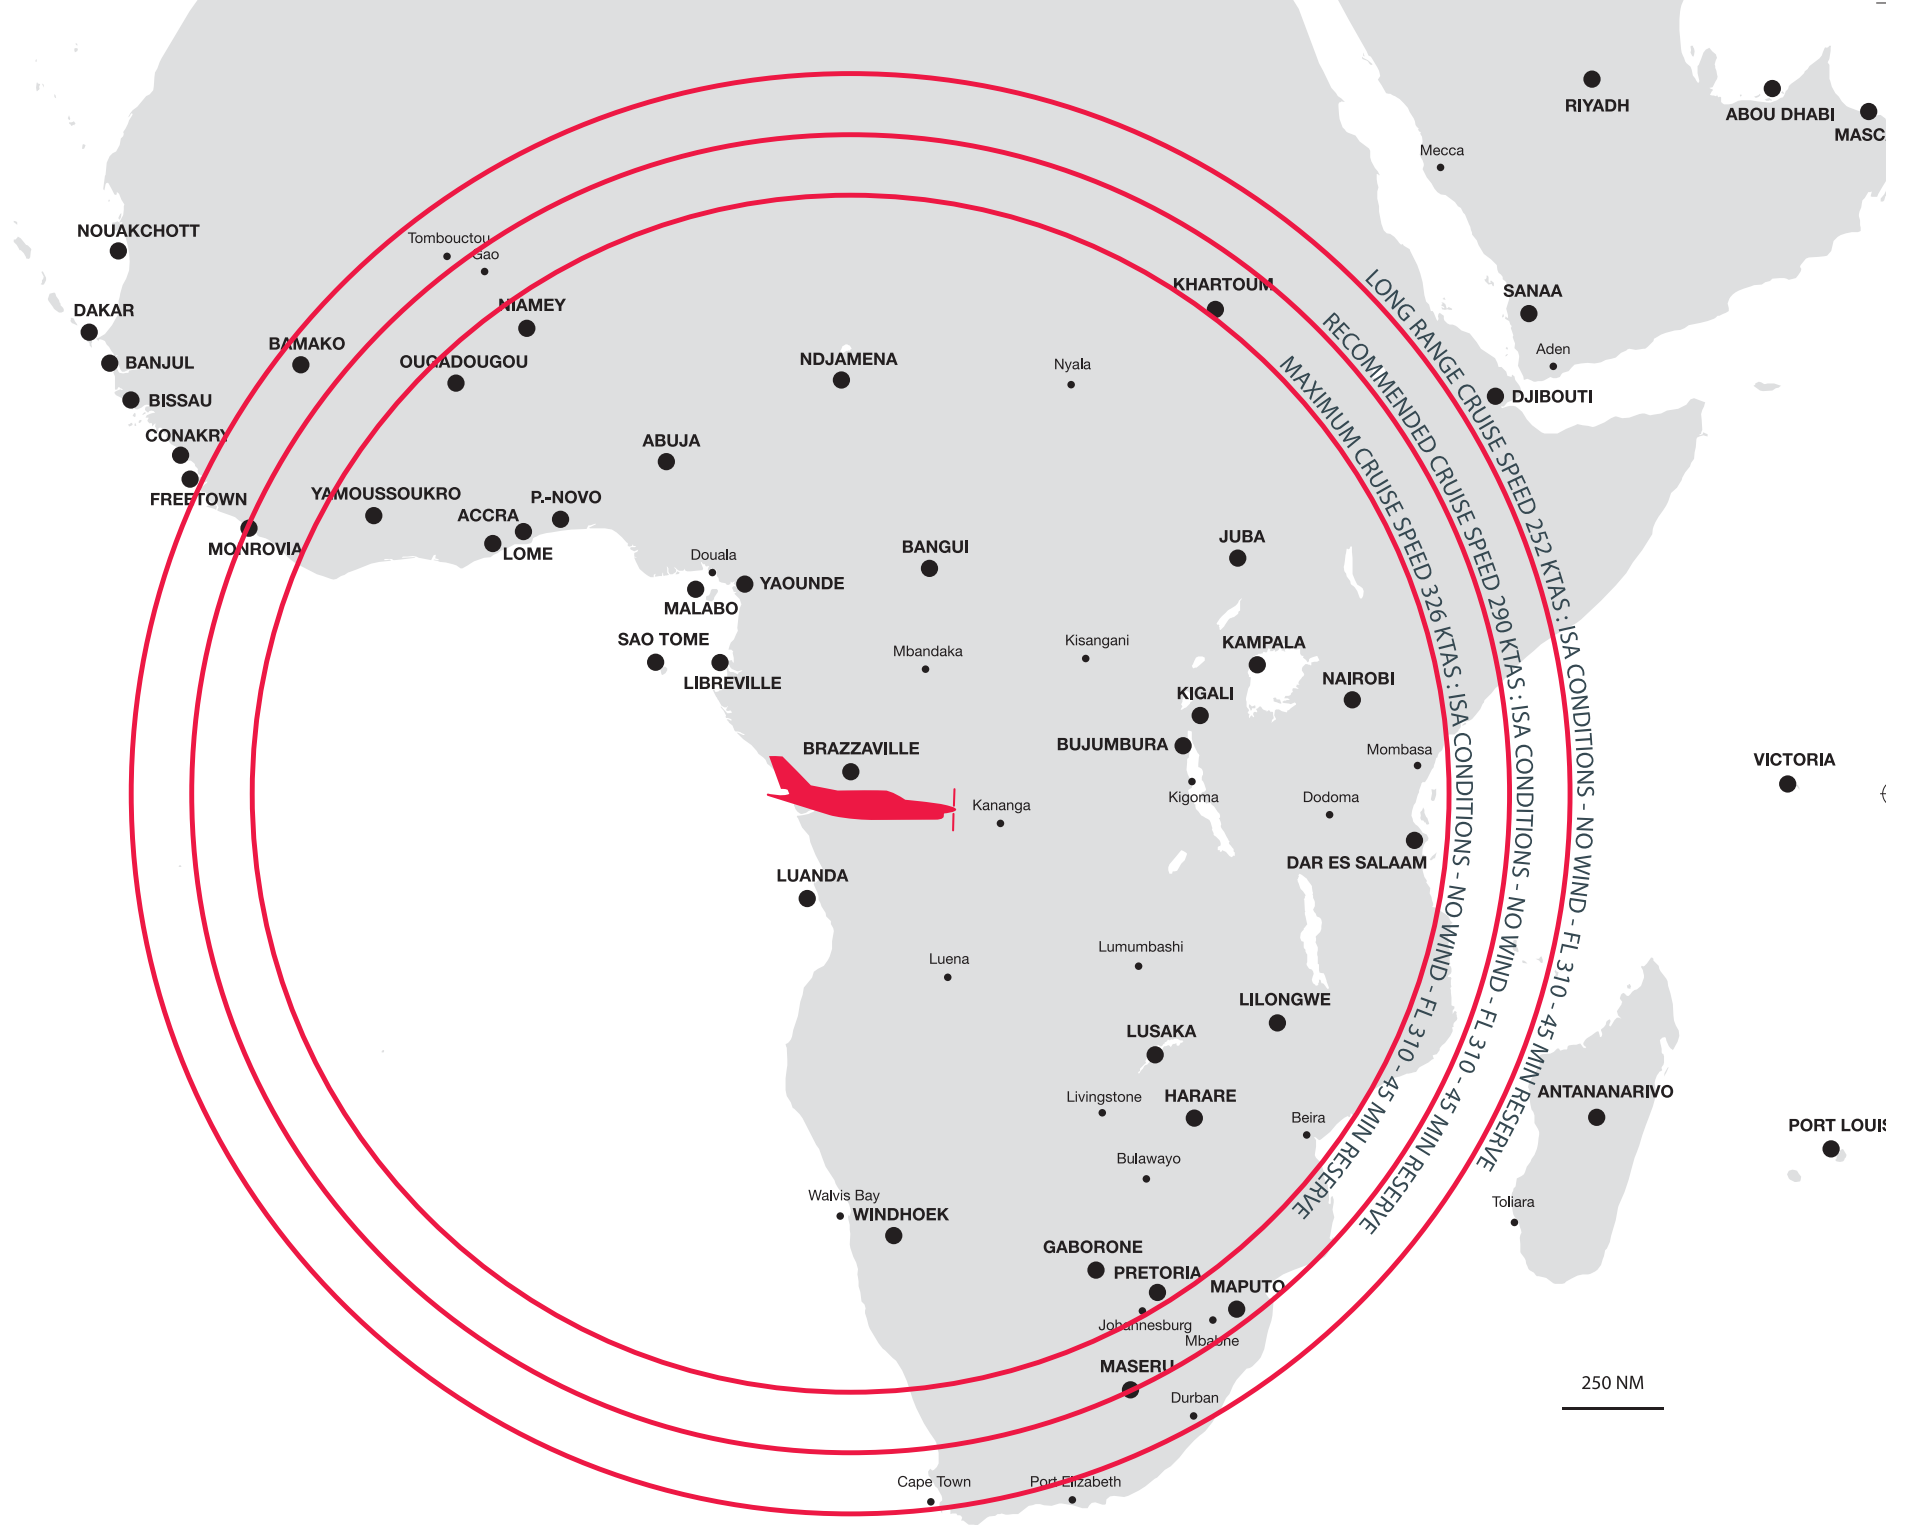 RIYADH
ABOU DHABI
MASC
Mecca
NOUAKCHOTT
Tombouctou
Gao
KHARTOUM
SANAA
DAKAR
NIAMEY
BAMAKO
Aden
BANJUL
OUGADOUGOU
NDJAMENA
Nyala
DJIBOUTI
BISSAU
CONAKRY
ABUJA
FREETOWN
YAMOUSSOUKRO
P.-NOVO
ACCRA
LOME
MONROVIA
BANGUI
JUBA
Douala
YAOUNDE
MALABO
SAO TOME
Mbandaka
Kisangani
KAMPALA
LIBREVILLE
NAIROBI
KIGALI
BRAZZAVILLE
BUJUMBURA
Mombasa
VICTORIA
Kananga
Kigoma
Dodoma
DAR ES SALAAM
LUANDA
Luena
Lumumbashi
LILONGWE
LUSAKA
Livingstone
HARARE
Beira
ANTANANARIVO
PORT LOUIS
Bulawayo
Walvis Bay
WINDHOEK
Toliara
GABORONE
PRETORIA
MAPUTO
Johannesburg
Mbabne
MASERU
Durban
Cape Town
Port Elizabeth
250 NM
MAXIMUM CRUISE SPEED 326 KTAS : ISA CONDITIONS - NO WIND - FL 310 - 45 MIN RESERVE
RECOMMENDED CRUISE SPEED 290 KTAS : ISA CONDITIONS - NO WIND - FL 310 - 45 MIN RESERVE
LONG RANGE CRUISE SPEED 252 KTAS : ISA CONDITIONS - NO WIND - FL 310 - 45 MIN RESERVE